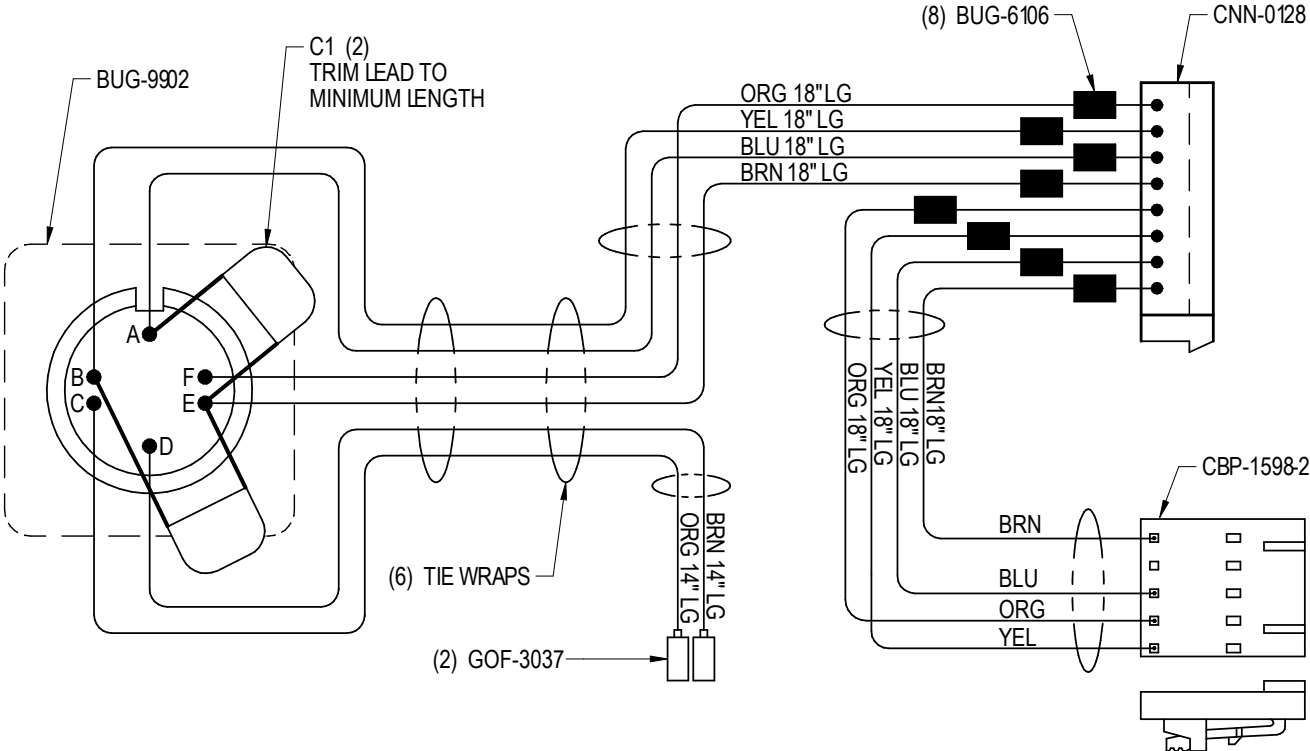 (8) BUG-6106
CNN-0128
C1 (2)
TRIM LEAD TO
MINIMUM LENGTH
BUG-9902
ORG 18" LG
YEL 18" LG
BLU 18" LG
BRN 18" LG
A
B
F
C
E
D
ORG 18" LG
YEL 18" LG
BLU 18" LG
BRN18" LG
CBP-1598-2
BRN
BLU
ORG
YEL
ORG 14" LG
BRN 14" LG
(6) TIE WRAPS
(2) GOF-3037